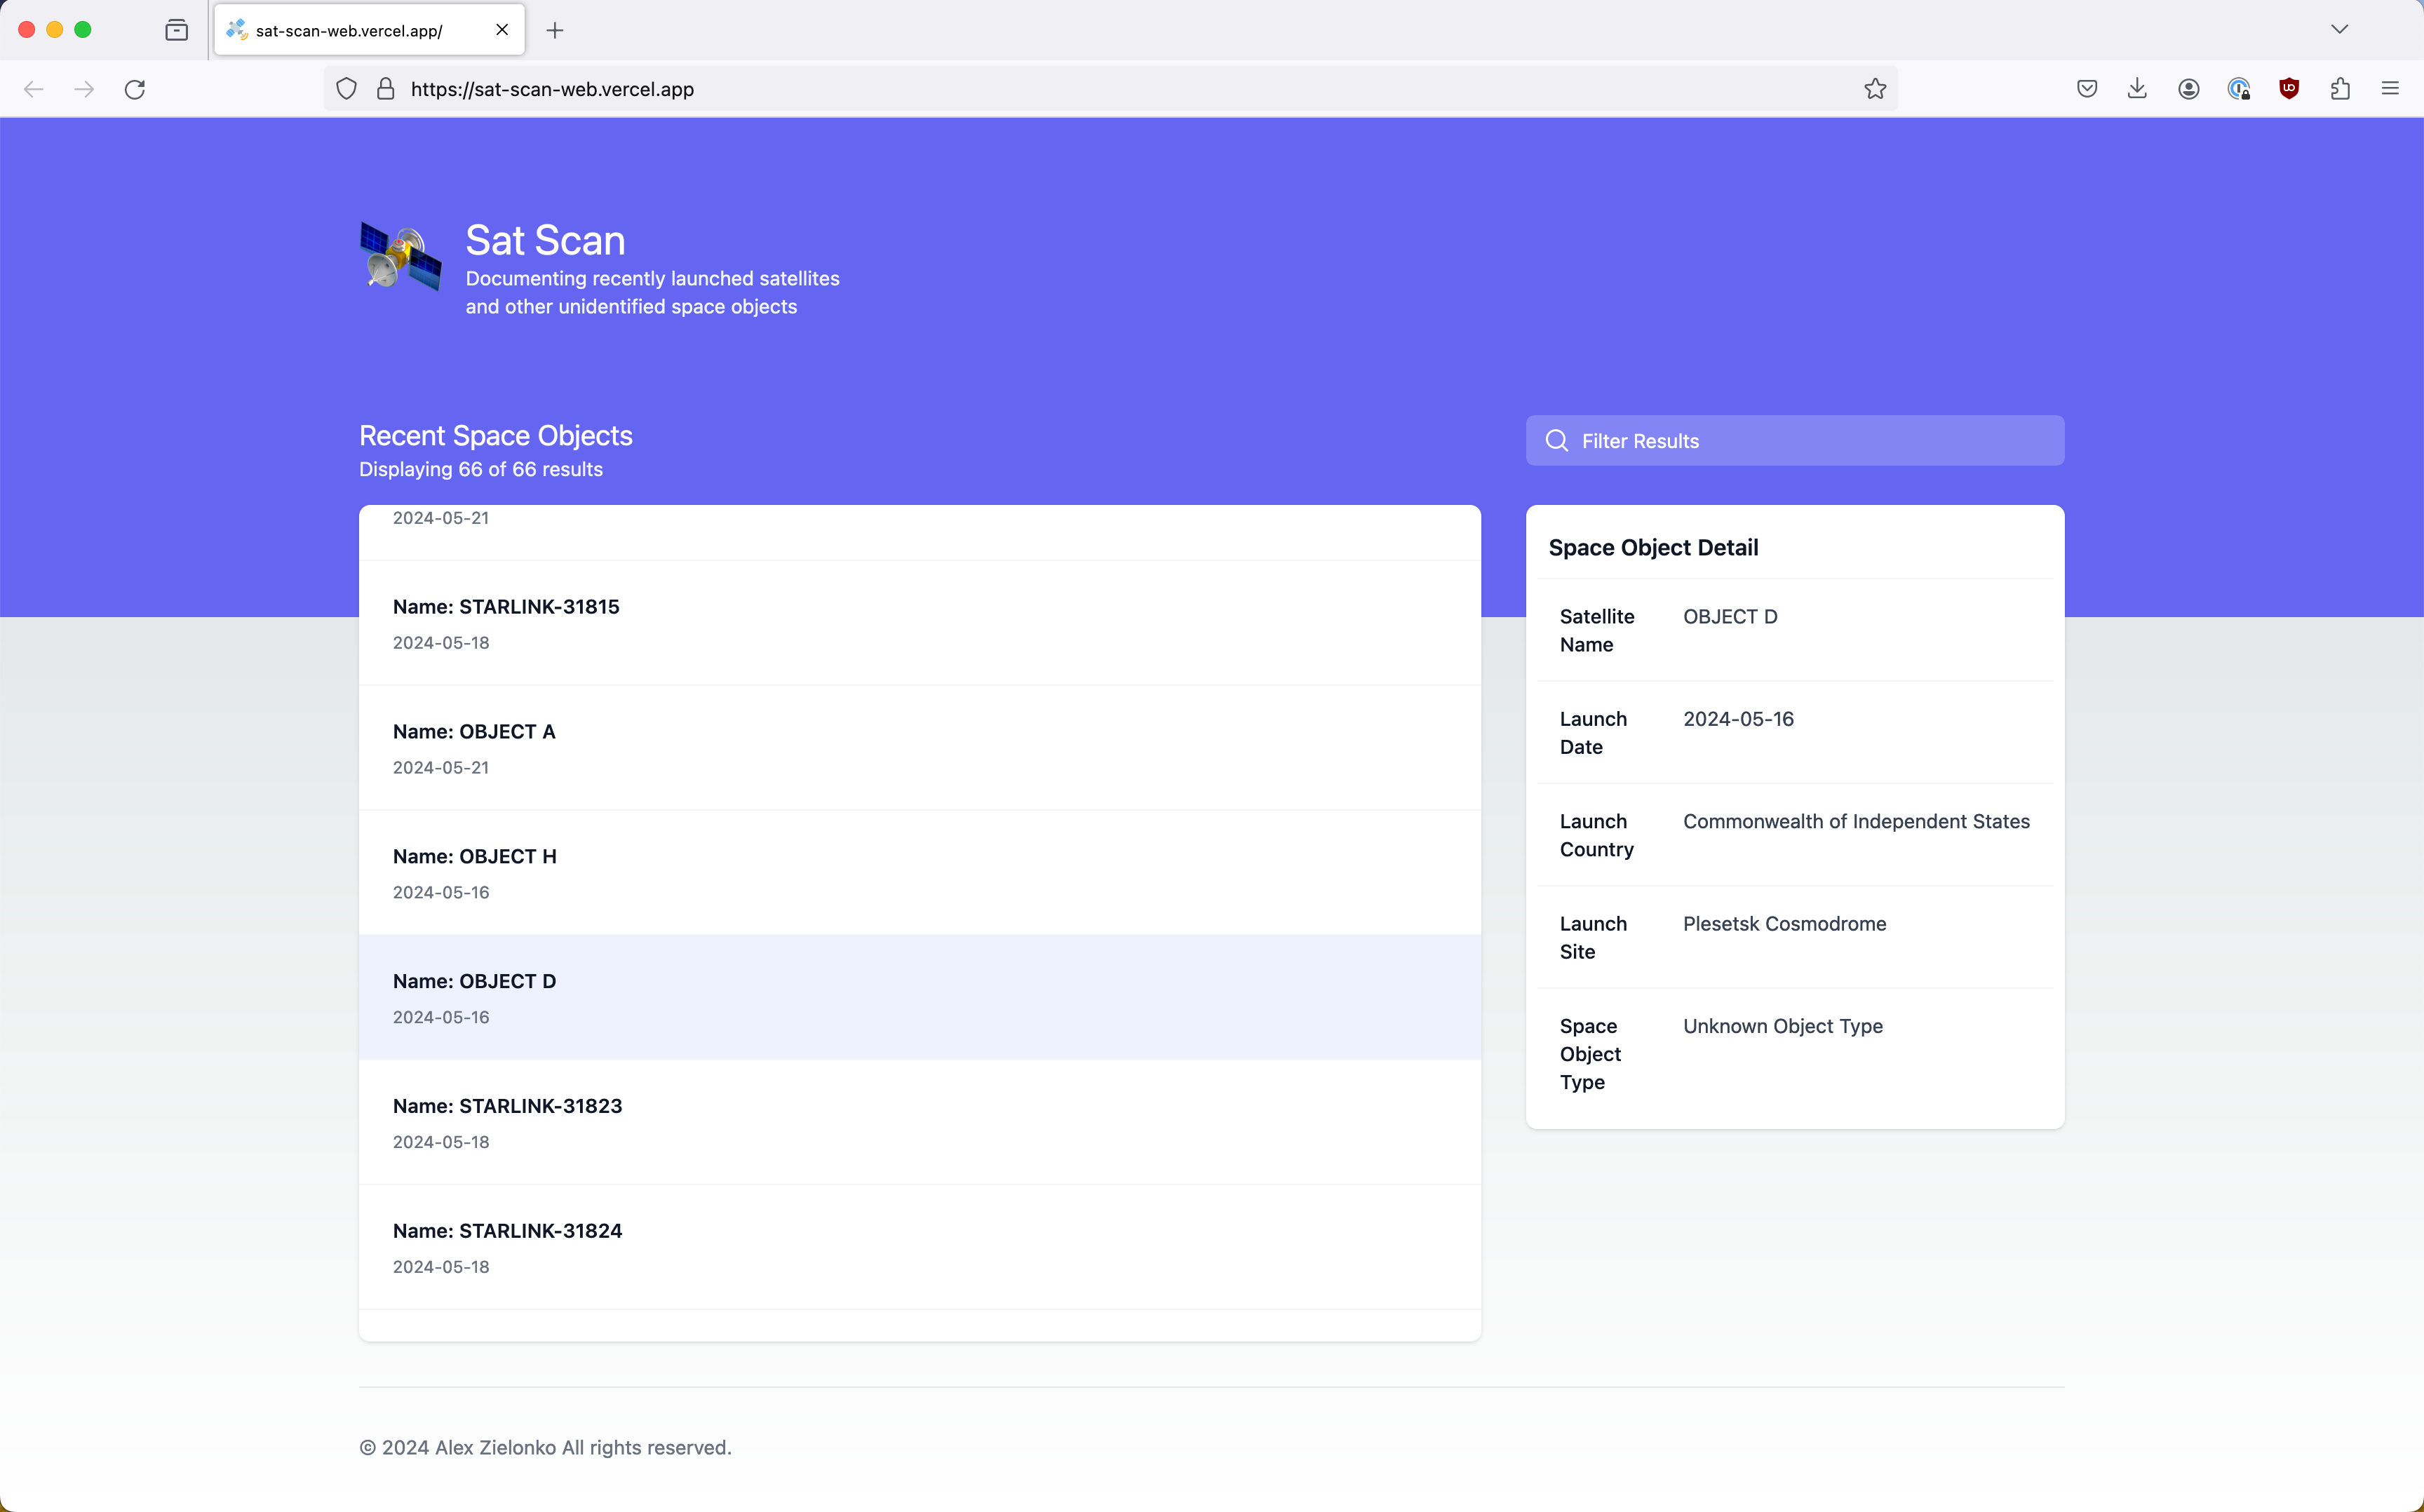 sat-scan-web.vercel.app/
https://sat-scan-web.vercel.app
Sat Scan
Documenting recently launched satellites
and other unidentified space objects
Recent Space Objects
Displaying 66 of 66 results
Filter Results
2024-05-21
Name: STARLINK-31815
2024-05-18
Name: OBJECT A
2024-05-21
Name: OBJECT H
2024-05-16
Name: OBJECT D
2024-05-16
Name: STARLINK-31823
2024-05-18
Name: STARLINK-31824
2024-05-18
Space Object Detail
Satellite
Name
OBJECT D
Launch
Date
2024-05-16
Launch
Country
Commonwealth of Independent States
Launch
Site
Plesetsk Cosmodrome
Space
Object
Type
Unknown Object Type
© 2024 Alex Zielonko All rights reserved.